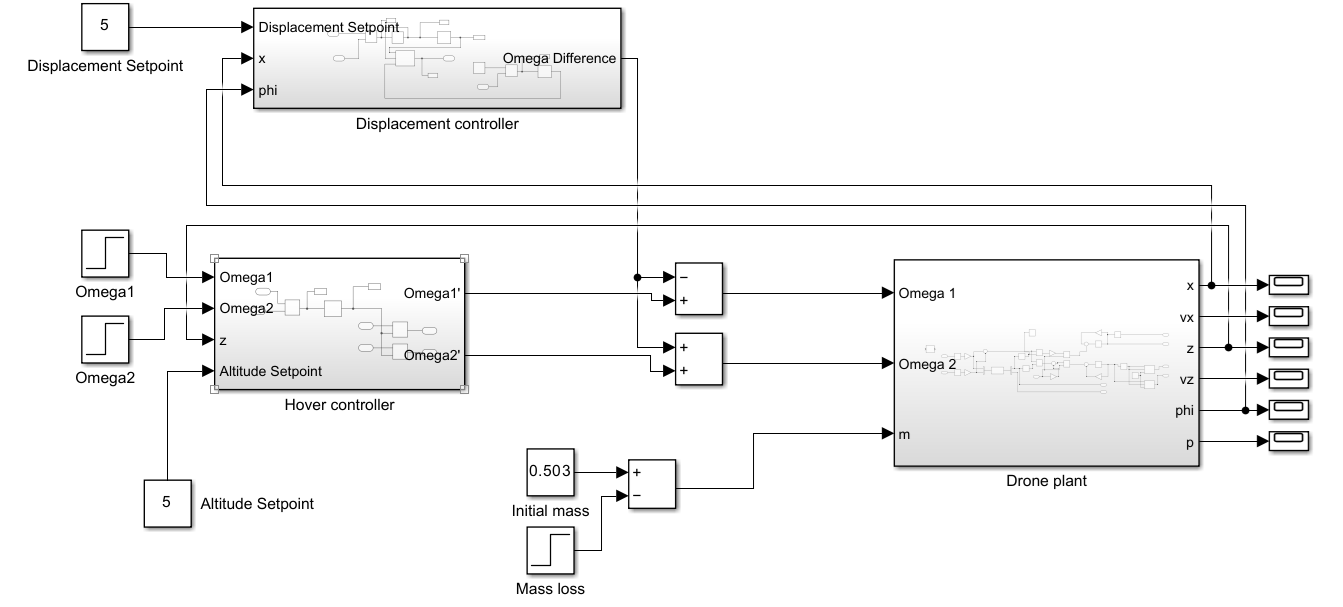 5
Displacement Setpoint
Displacement Setpoint
x
phi
Omega Difference
Displacement controller
Omega1
Omega2
Omega1
Omega2
z
Altitude Setpoint
Omega1'
Omega2'
Hover controller
5
Altitude Setpoint
−
+
+
+
0.503
Initial mass
+
−
Mass loss
Omega 1
Omega 2
m
x
vx
z
vz
phi
p
Drone plant